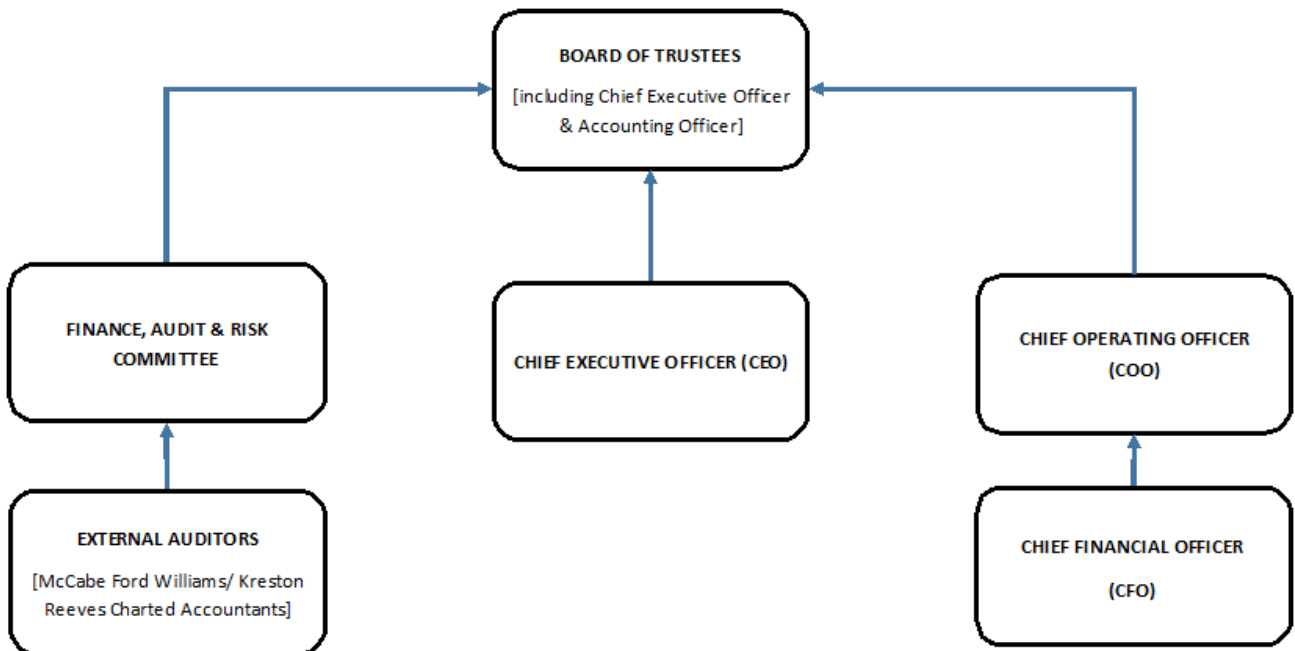 BOARD OF TRUSTEES
[including Chief Executive Officer
& Accounting Officer]
FINANCE, AUDIT & RISK
COMMITTEE
CHIEF EXECUTIVE OFFICER (CEO)
CHIEF OPERATING OFFICER
(COO)
EXTERNAL AUDITORS
[McCabe Ford Williams/ Kreston
Reeves Charted Accountants]
CHIEF FINANCIAL OFFICER
(CFO)